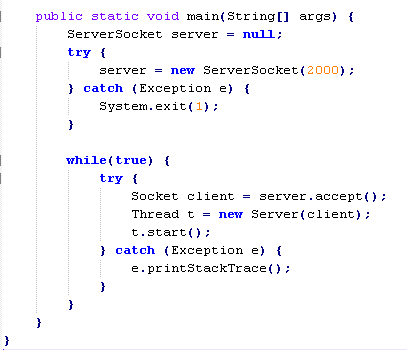 public static void main(String[] args) {
ServerSocket server = null;
try {
server = new ServerSocket(2000);
} catch (Exception e) {
System.exit(1);
}
while(true) {
try {
Socket client = server.accept();
Thread t = new Server(client);
t.start();
} catch (Exception e) {
e.printStackTrace();
}
}
}
}